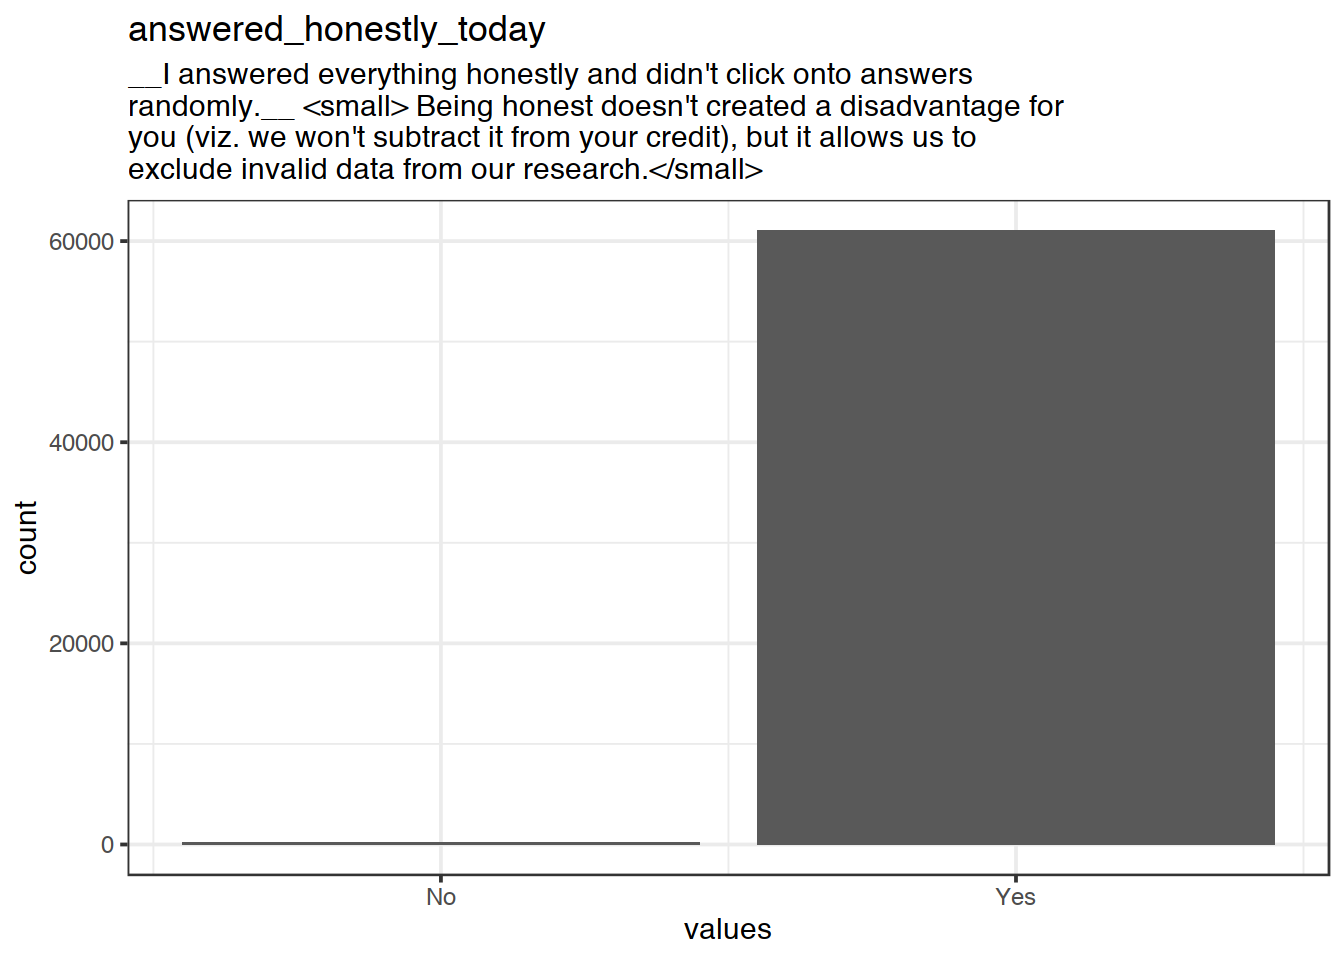 answered_honestly_today
__I answered everything honestly and didn't click onto answers
randomly.__ <small> Being honest doesn't created a disadvantage for
you (viz. we won't subtract it from your credit), but it allows us to
exclude invalid data from our research.</small>
60000
40000
20000
0
count
No Yes
values